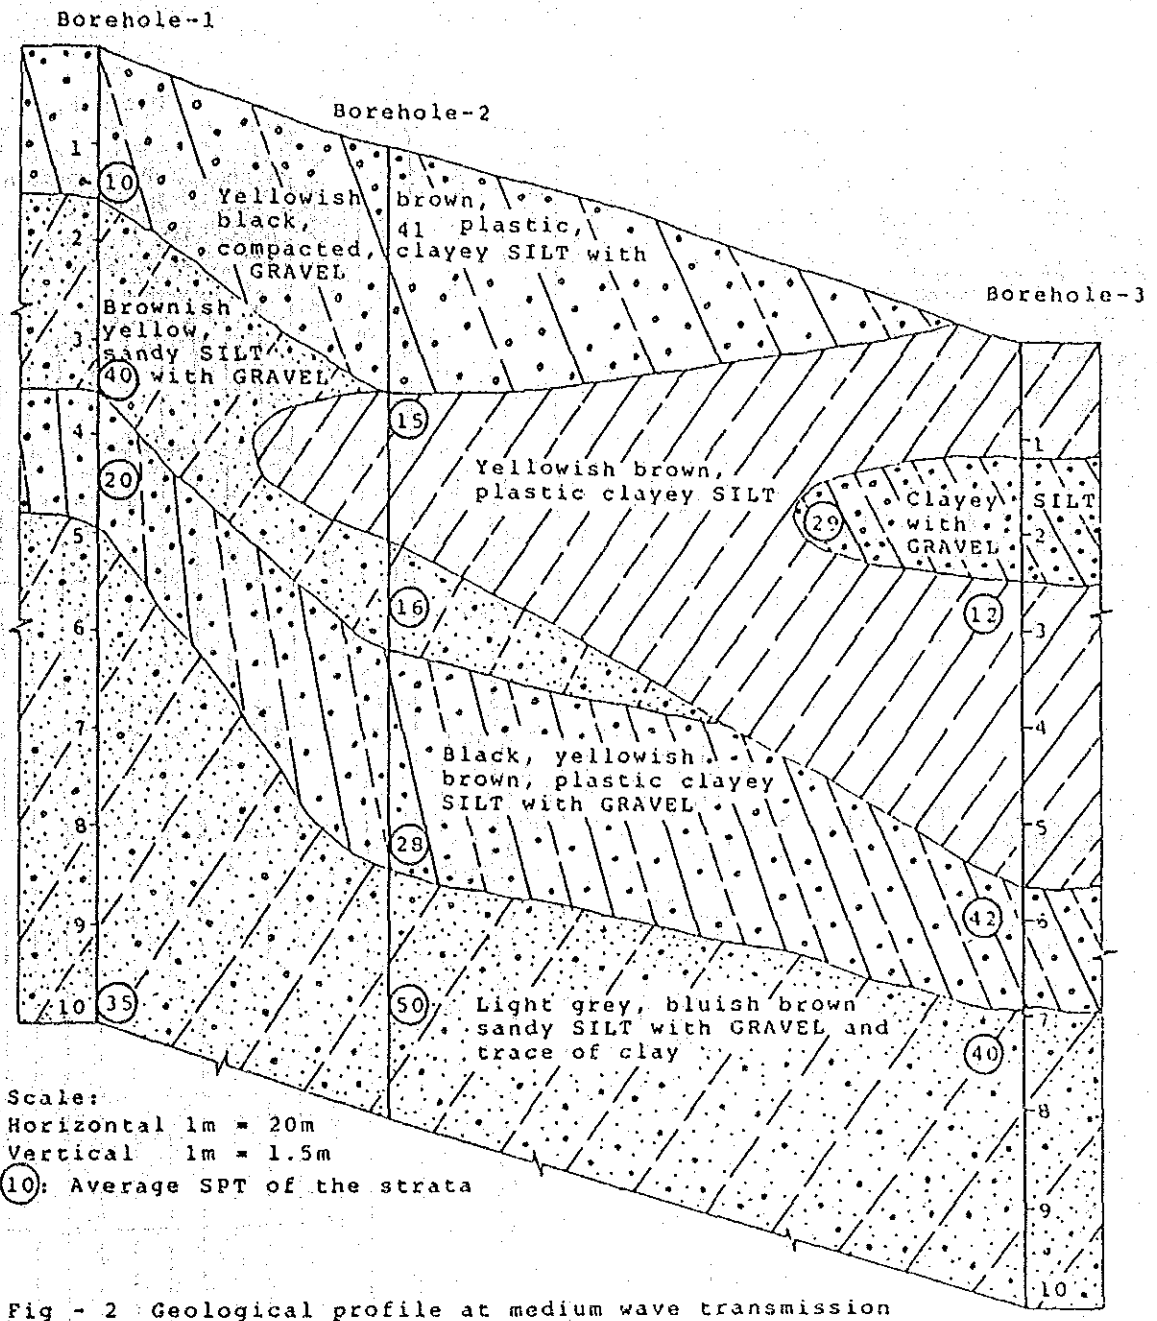 Borehole-1
Borehole-2
Borehole-3
1
2
3
4
5
6
7
8
9
10
10
40
20
35
Yellowish brown,
black, 41 plastic,
compacted, clayey SILT with
GRAVEL
Brownish
yellow,
sandy SILT
with GRAVEL
15
16
28
50
Yellowish brown,
plastic clayey SILT
29
Clayey SILT
with
GRAVEL
12
42
40
1
2
3
4
5
6
7
8
9
10
Black, yellowish
brown, plastic clayey
SILT with GRAVEL
Light grey, bluish brown
sandy SILT with GRAVEL and
trace of clay
Scale:
Horizontal 1m = 20m
Vertical 1m = 1.5m
10: Average SPT of the strata
Fig - 2 Geological profile at medium wave transmission